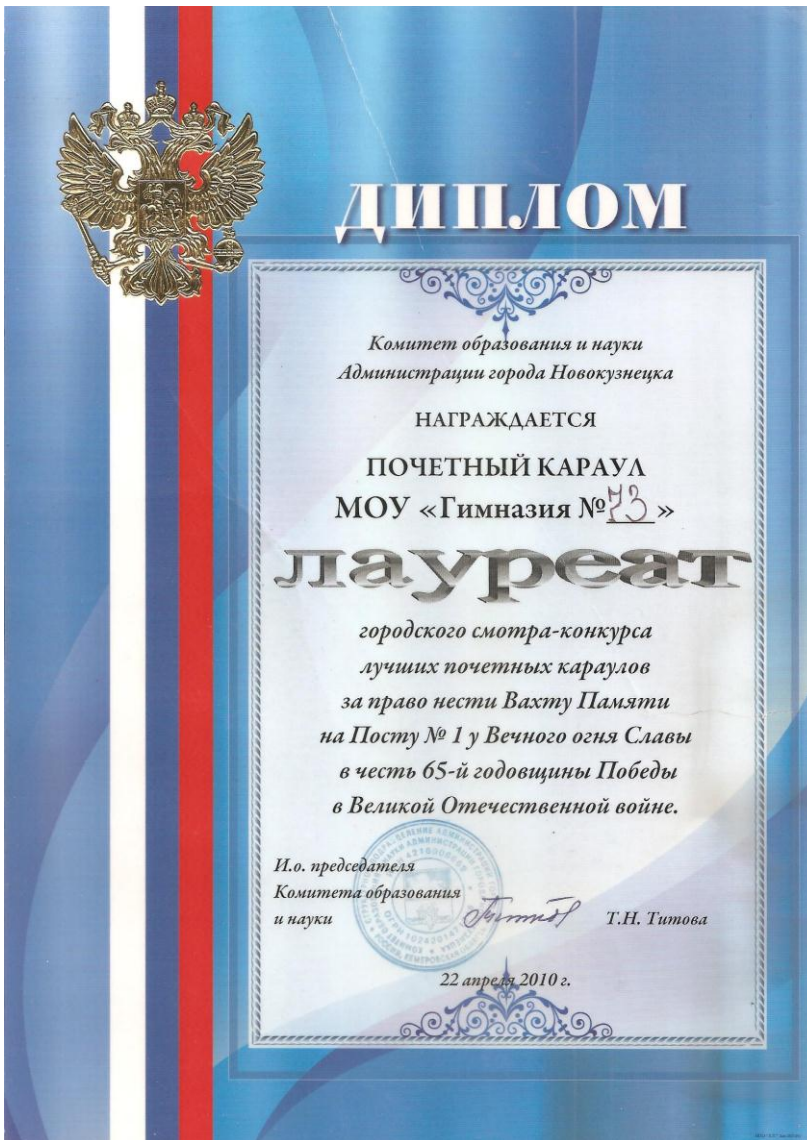 ДИПЛОМ
Комитет образования и науки
Администрации города Новокузнецка
НАГРАЖДАЕТСЯ
ПОЧЕТНЫЙ КАРАУЛ
МОУ «Гимназия №73»
лауреат
городского смотра-конкурса
лучших почетных караулов
за право нести Вахту Памяти
на Посту № 1 у Вечного огня Славы
в честь 65-й годовщины Победы
в Великой Отечественной войне.
И.о. председателя
Комитета образования
и науки Т.Н. Титова
22 апреля 2010 г.